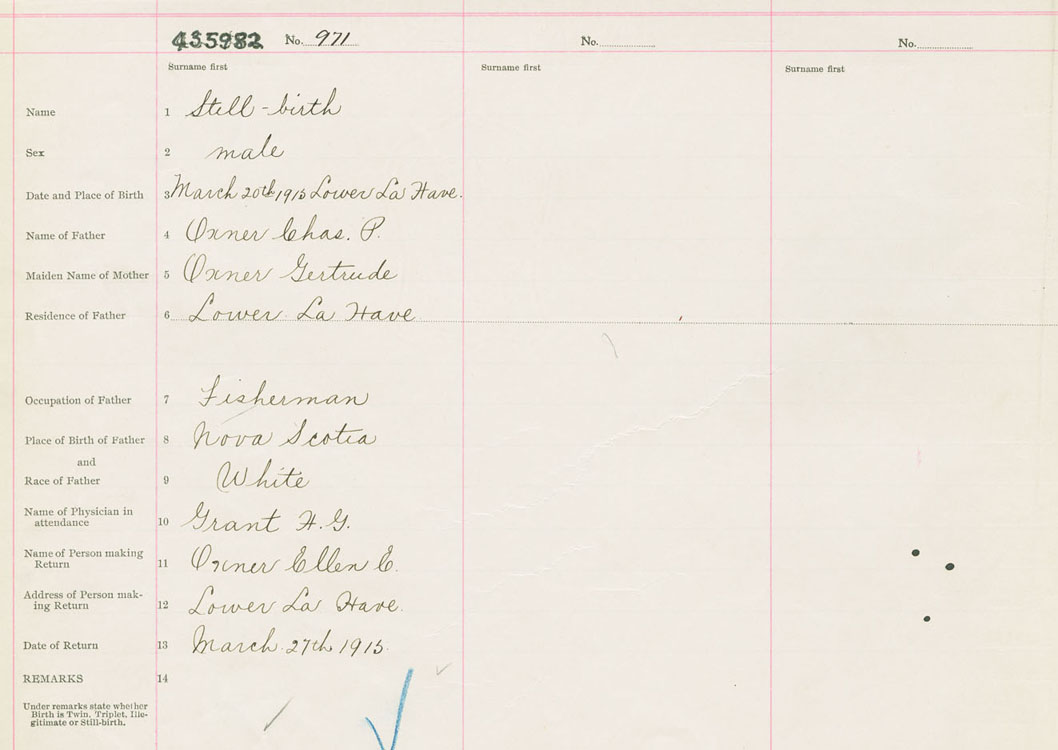 435982 No. 971 No. No.
Surname first Surname first Surname first
Name 1 Still-birth
Sex 2 male
Date and Place of Birth 3 March 20th 1915 Lower La Have.
Name of Father 4 Oxner Chas. P.
Maiden Name of Mother 5 Oxner Gertrude
Residence of Father 6 Lower La Have
Occupation of Father 7 Fisherman
Place of Birth of Father 8 Nova Scotia
and
Race of Father 9 White
Name of Physician in
attendance 10 Grant H. G.
Name of Person making
Return 11 Oxner Ellen E.
Address of Person mak-
ing Return 12 Lower La Have.
Date of Return 13 March 27th 1915
REMARKS 14
Under remarks state whether
Birth is Twin, Triplet, Ille-
gitimate or Still-birth.